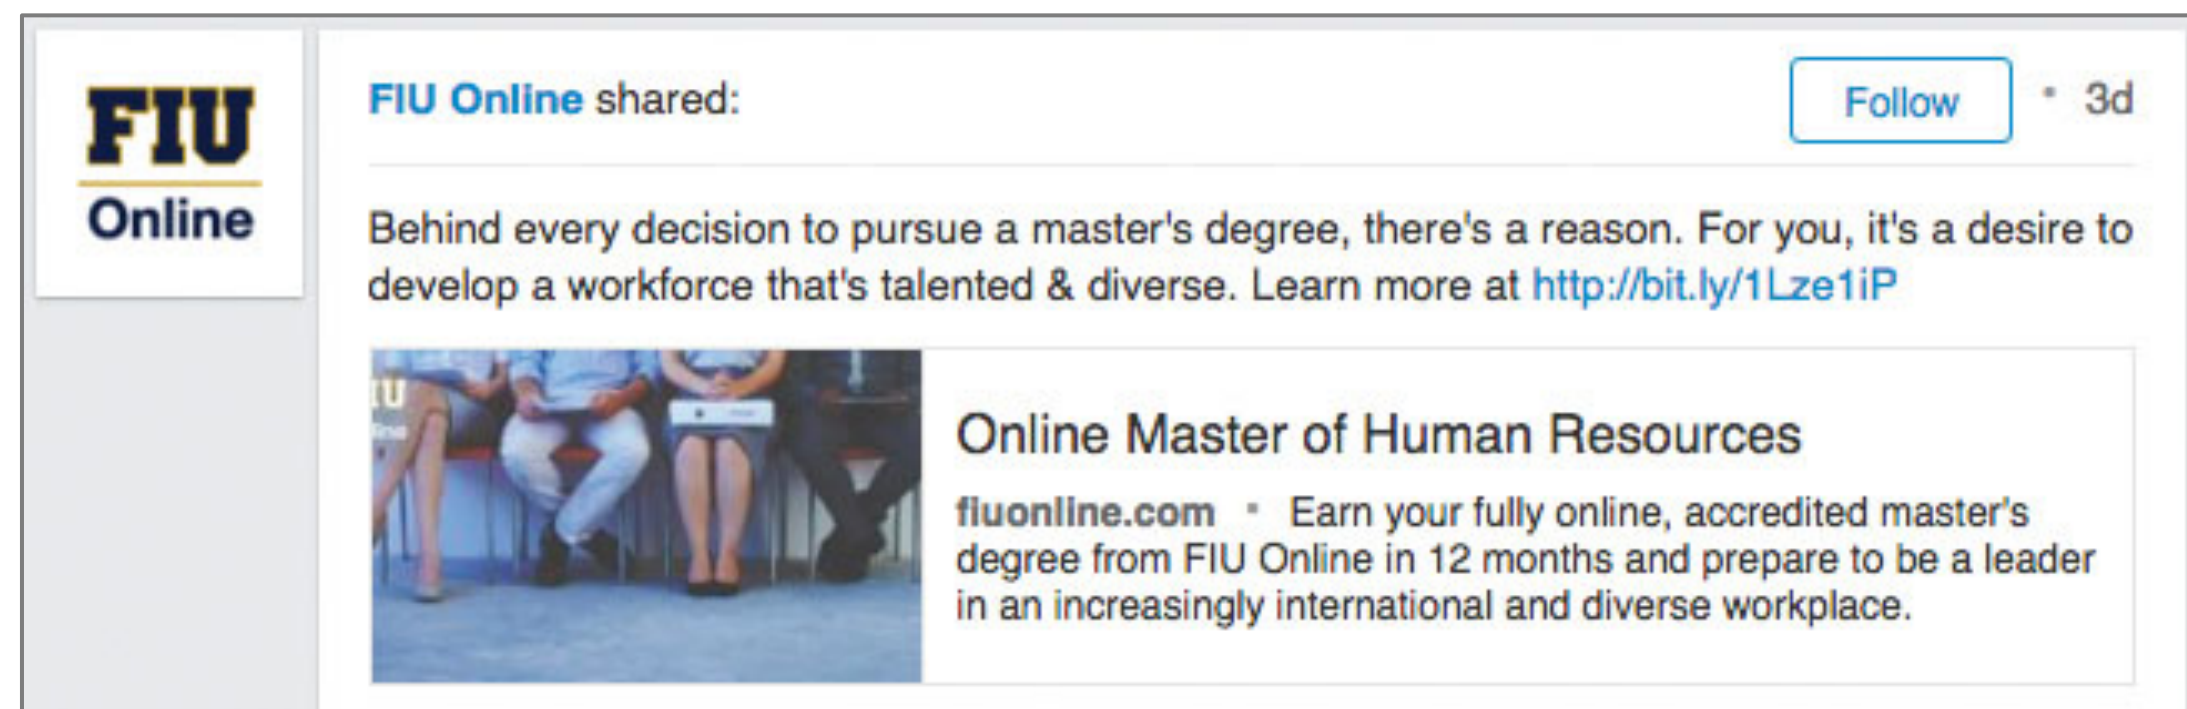 FIU
Online
FIU Online shared:
Follow • 3d
Behind every decision to pursue a master's degree, there's a reason. For you, it's a desire to
develop a workforce that's talented & diverse. Learn more at http://bit.ly/1Lze1iP
IU
Online Master of Human Resources
fiuonline.com • Earn your fully online, accredited master's
degree from FIU Online in 12 months and prepare to be a leader
in an increasingly international and diverse workplace.